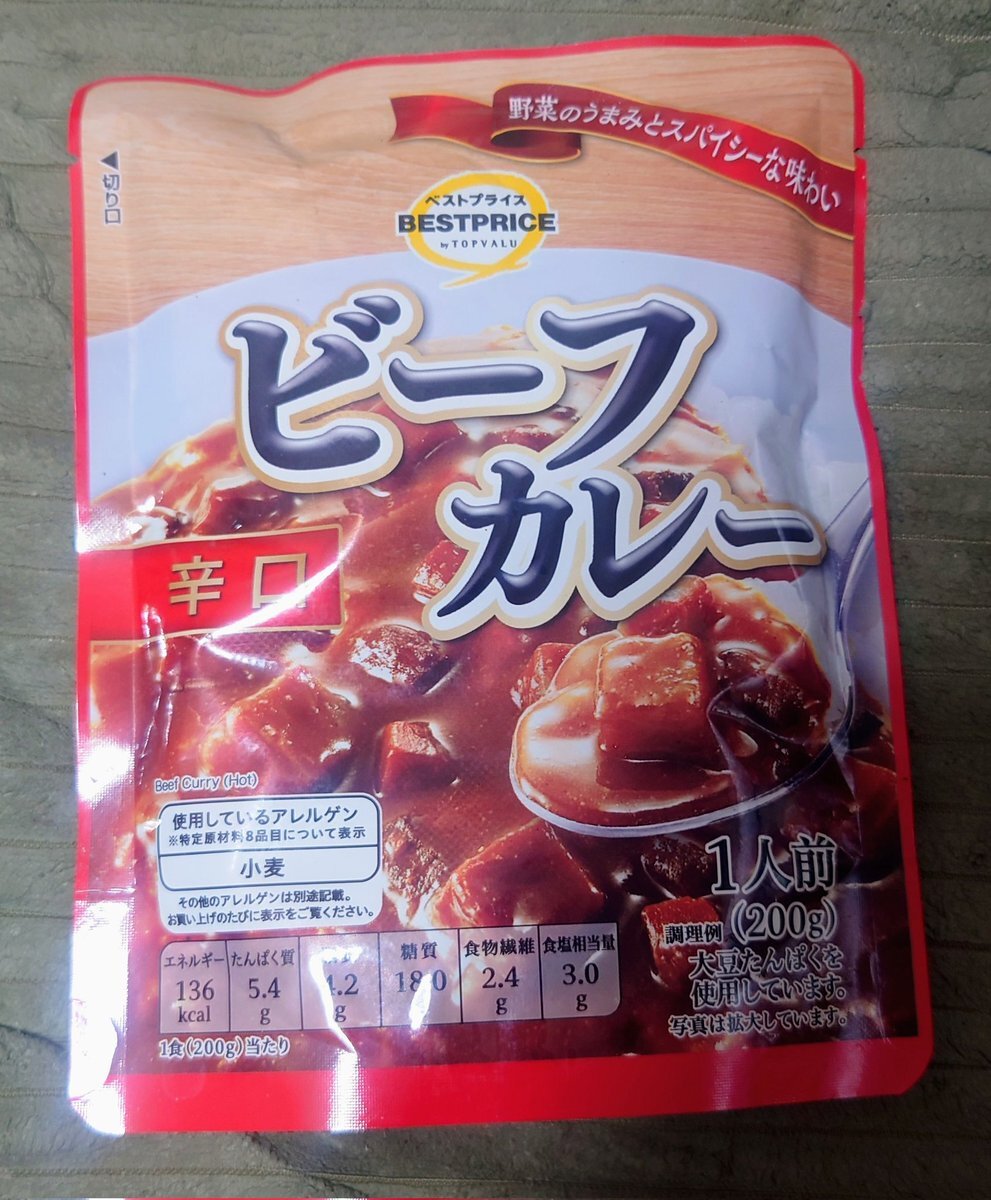 野菜のうまみとスパイシーな味わい
◀切り口
ベストプライス
BESTPRICE
by TOPVALU
ビーフ
カレー
辛口
Beef Curry (Hot)
使用しているアレルゲン
※特定原材料8品目について表示
小麦
その他のアレルゲンは別途記載。
お買い上げのたびに表示をご覧ください。
1人前
(200g)
調理例
大豆たんぱくを
使用しています。
写真は拡大しています。
エネルギー たんぱく質 糖質 食物繊維 食塩相当量
136 5.4 18.0 2.4 3.0
kcal g g g
1食(200g)当たり